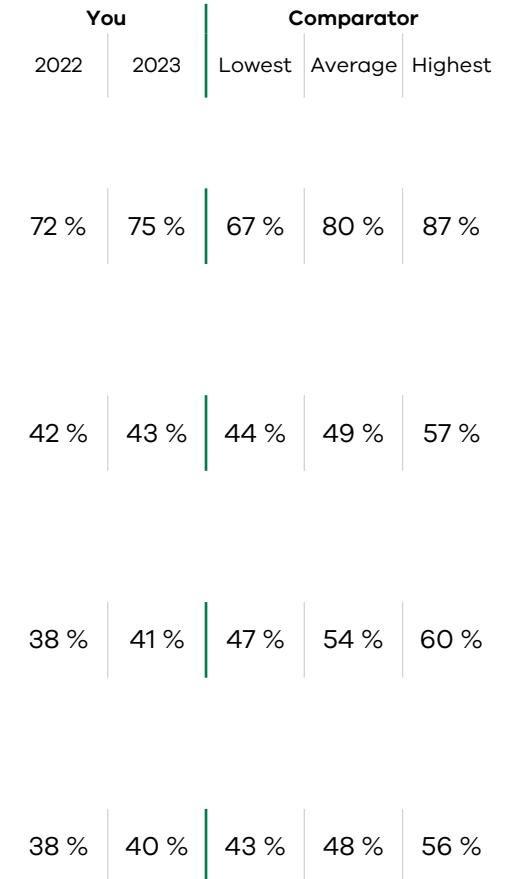 You Comparator
2022 2023 Lowest Average Highest
72 % 75 % 67 % 80 % 87 %
42 % 43 % 44 % 49 % 57 %
38 % 41 % 47 % 54 % 60 %
38 % 40 % 43 % 48 % 56 %